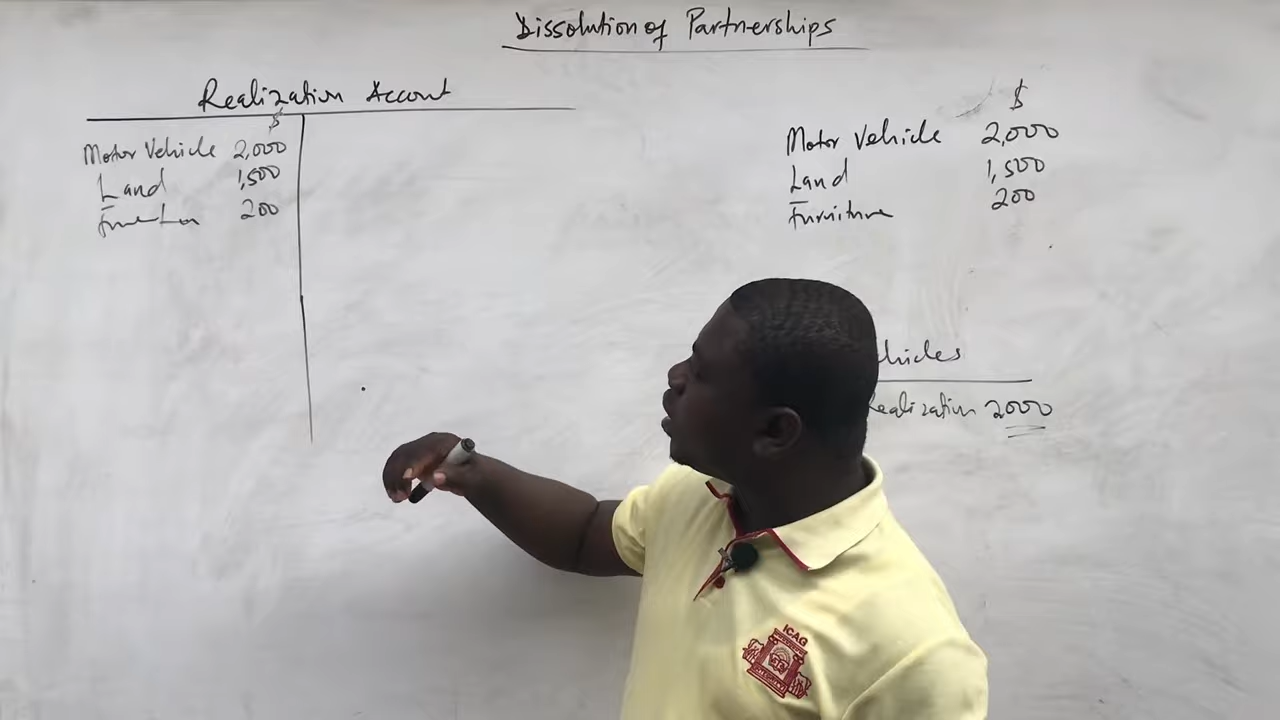 Dissolution of Partnerships
Realization Account
$
Motor Vehicle 2,000
Land 1,500
200
$
Motor Vehicle 2,000
Land 1,500
Furniture 200
hicles
Realization 2000
ICAG